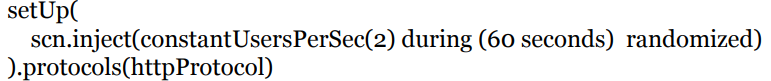 setUp(
scn.inject(constantUsersPerSec(2) during (60 seconds) randomized)
).protocols(httpProtocol)